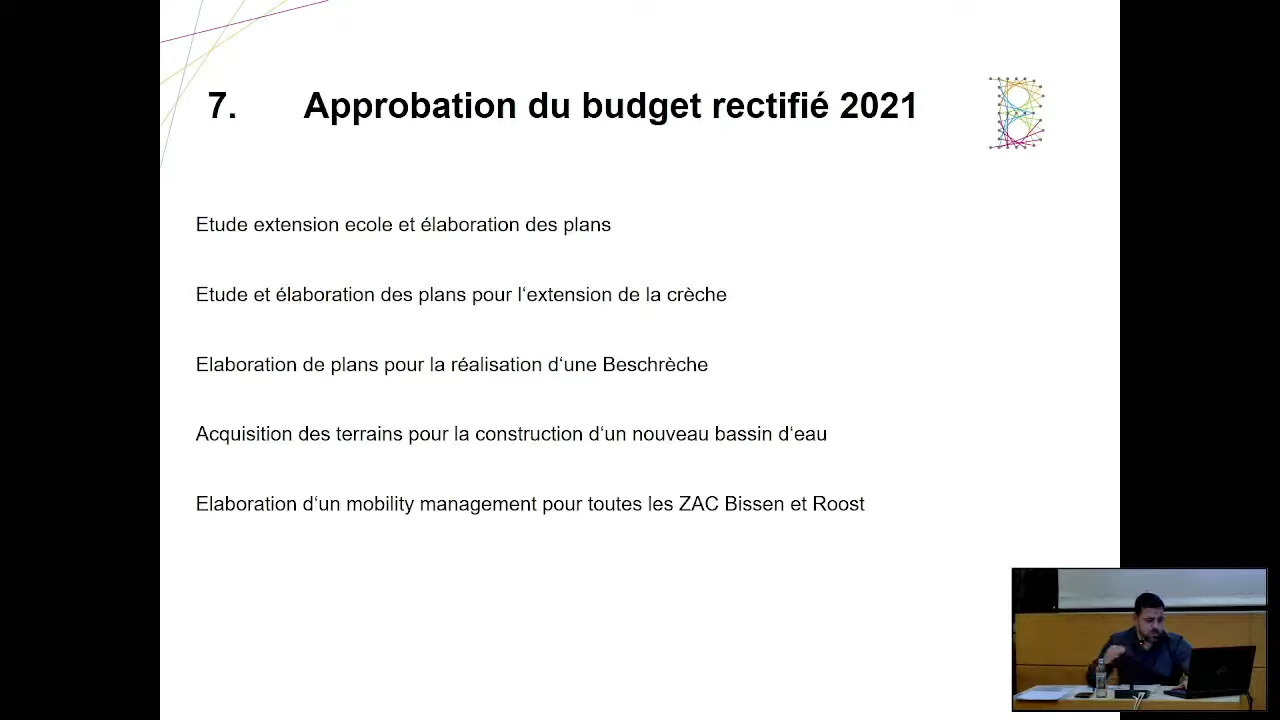 7. Approbation du budget rectifié 2021
Etude extension ecole et élaboration des plans
Etude et élaboration des plans pour l‘extension de la crèche
Elaboration de plans pour la réalisation d‘une Beschrèche
Acquisition des terrains pour la construction d‘un nouveau bassin d‘eau
Elaboration d‘un mobility management pour toutes les ZAC Bissen et Roost